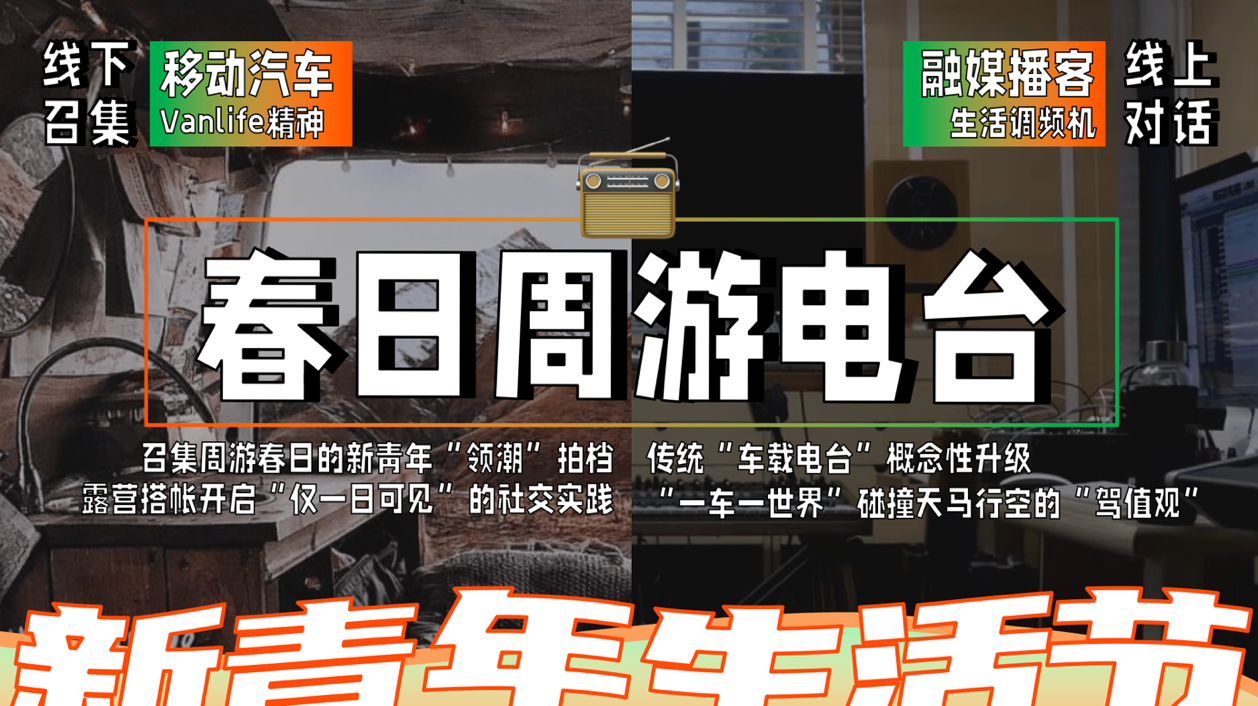 线下
召集
移动汽车
Vanlife精神
融媒播客
生活调频机
线上
对话
春日周游电台
召集周游春日的新青年“领潮”拍档
露营搭帐开启“仅一日可见”的社交实践
传统“车载电台”概念性升级
“一车一世界”碰撞天马行空的“驾值观”
新青年生活节